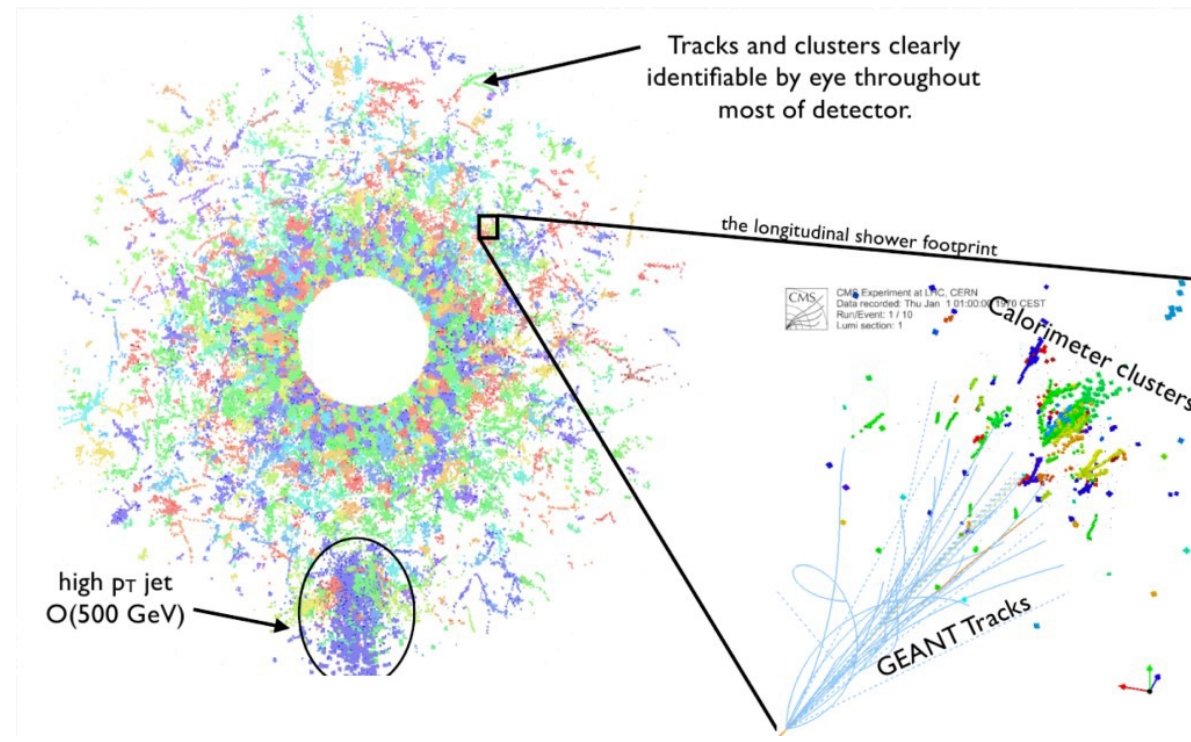 Tracks and clusters clearly
identifiable by eye throughout
most of detector.
the longitudinal shower footprint
CMS
CMS Experiment at LHC, CERN
Data recorded: Thu Jan 1 01:00:00 1970 CEST
Run/Event: 1 / 10
Lumi section: 1
Calorimeter clusters
high pT jet
O(500 GeV)
GEANT Tracks